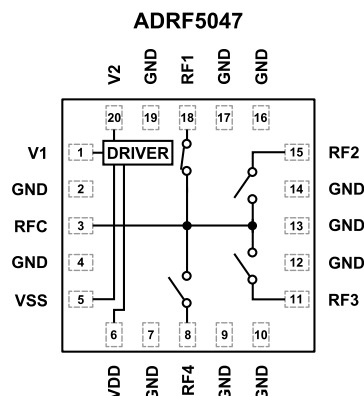 ADRF5047
V2 GND RF1 GND GND
20 19 18 17 16
V1 1 DRIVER 15 RF2
GND 2 14 GND
RFC 3 13 GND
GND 4 12 GND
VSS 5 11 RF3
6 7 8 9 10
VDD GND RF4 GND GND